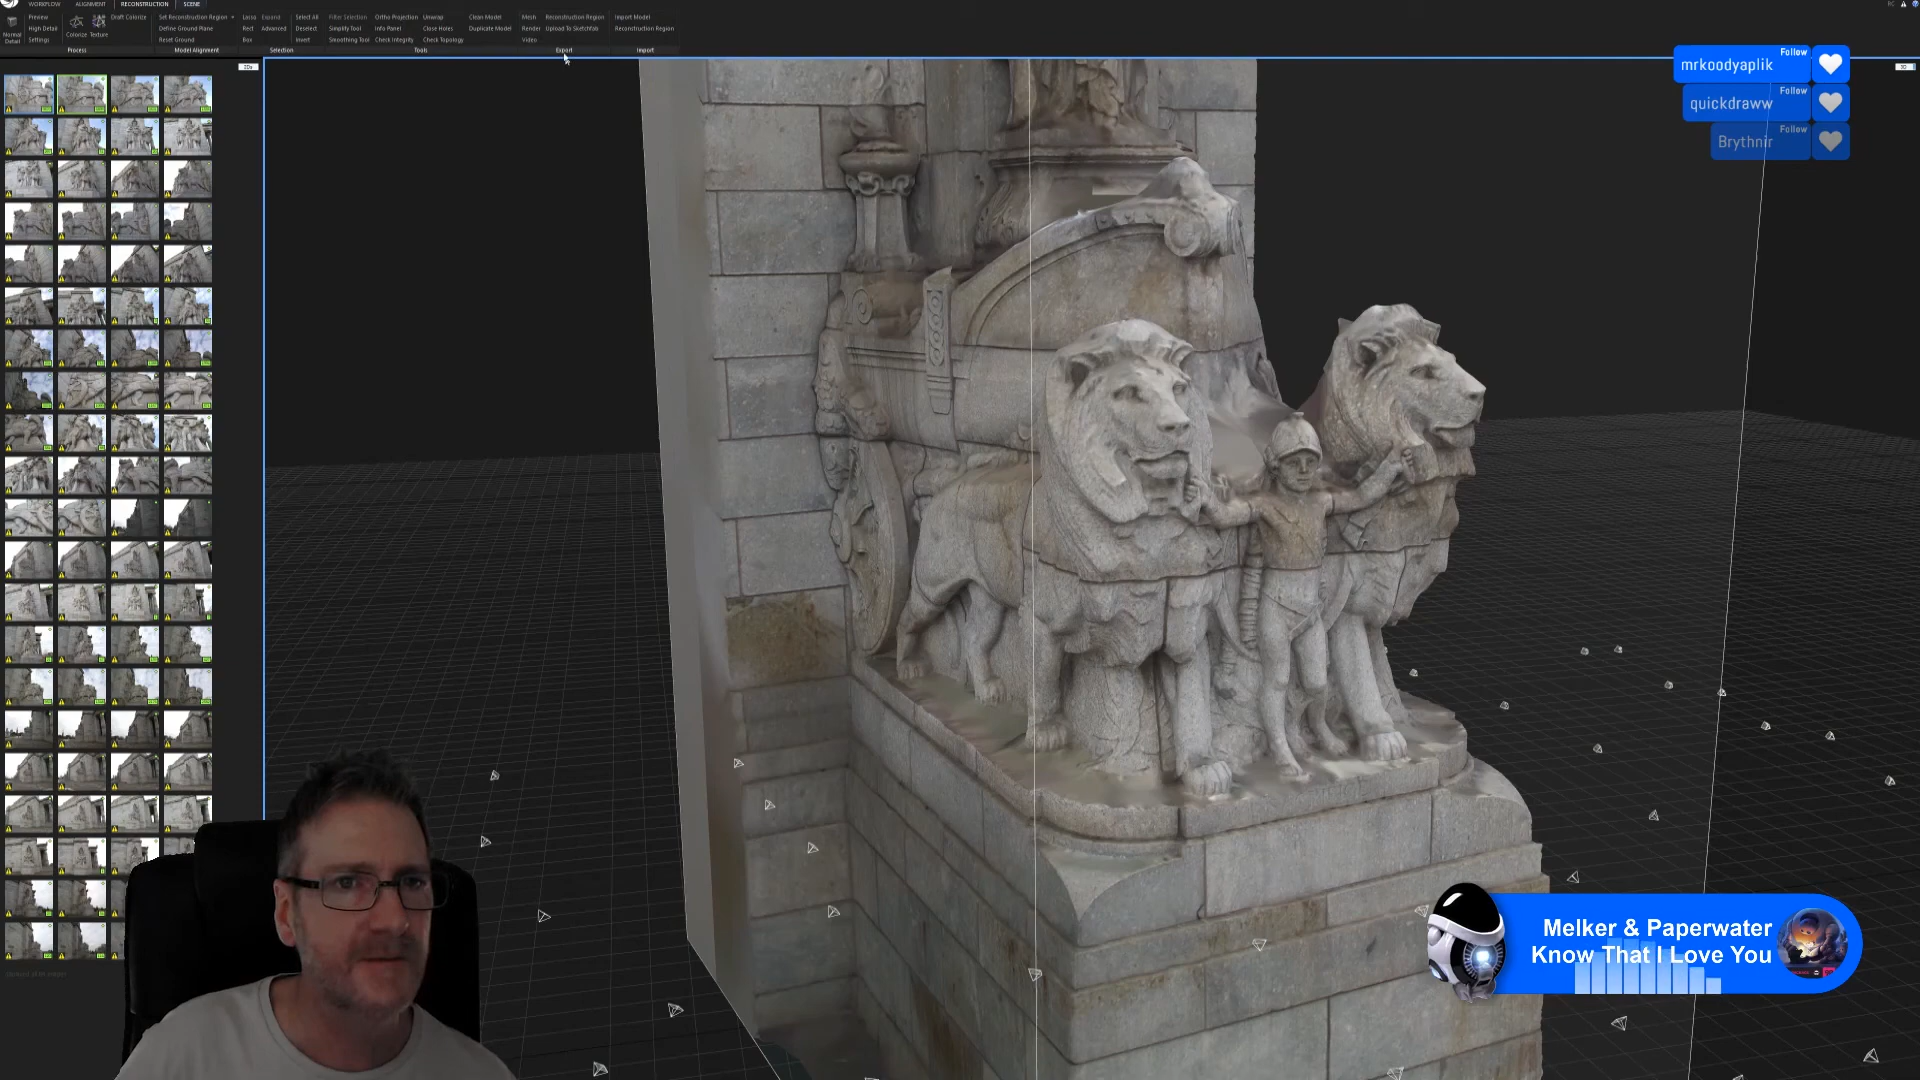 WORKFLOW ALIGNMENT RECONSTRUCTION SCENE
Normal Detail
Preview
High Detail
Settings
Colorize Texture
Draft Colorize
Process
Set Reconstruction Region
Define Ground Plane
Reset Ground
Model Alignment
Lasso Expand
Rect Advanced
Box
Select All
Deselect
Invert
Selection
Filter Selection
Simplify Tool
Smoothing Tool
Ortho Projection
Info Panel
Check Integrity
Unwrap
Close Holes
Check Topology
Clean Model
Duplicate Model
Tools
Mesh
Render
Video
Reconstruction Region
Upload To Sketchfab
Export
Import Model
Reconstruction Region
Import
2Ds
3D
Follow
mrkoodyaplik
Follow
quickdraww
Follow
Brythnir
Melker & Paperwater
Know That I Love You